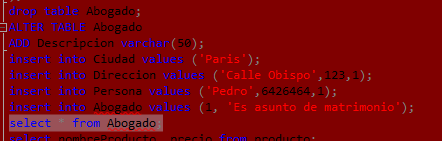 drop table Abogado;
ALTER TABLE Abogado
ADD Descripcion varchar(50);
insert into Ciudad values ('Paris');
insert into Direccion values ('Calle Obispo',123,1);
insert into Persona values ('Pedro',6426464,1);
insert into Abogado values (1, 'Es asunto de matrimonio');
select * from Abogado
select nombreProducto, precio from producto;